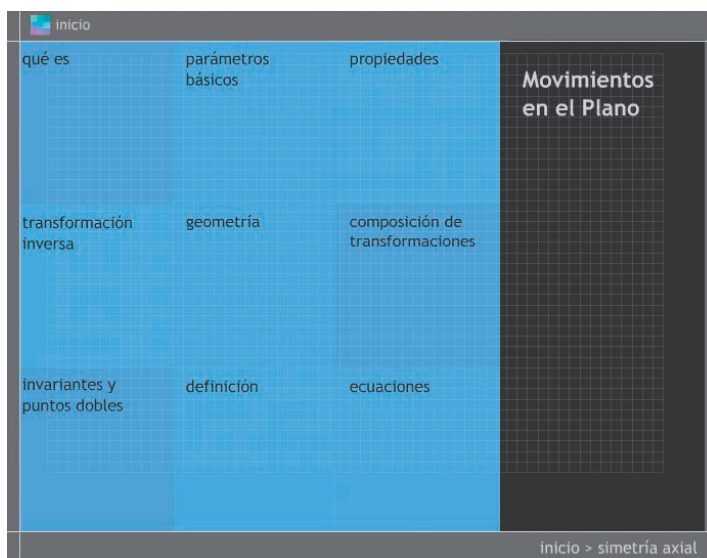 inicio
qué es
parámetros
básicos
propiedades
Movimientos
en el Plano
transformación
inversa
geometría
composición de
transformaciones
invariantes y
puntos dobles
definición
ecuaciones
inicio > simetría axial